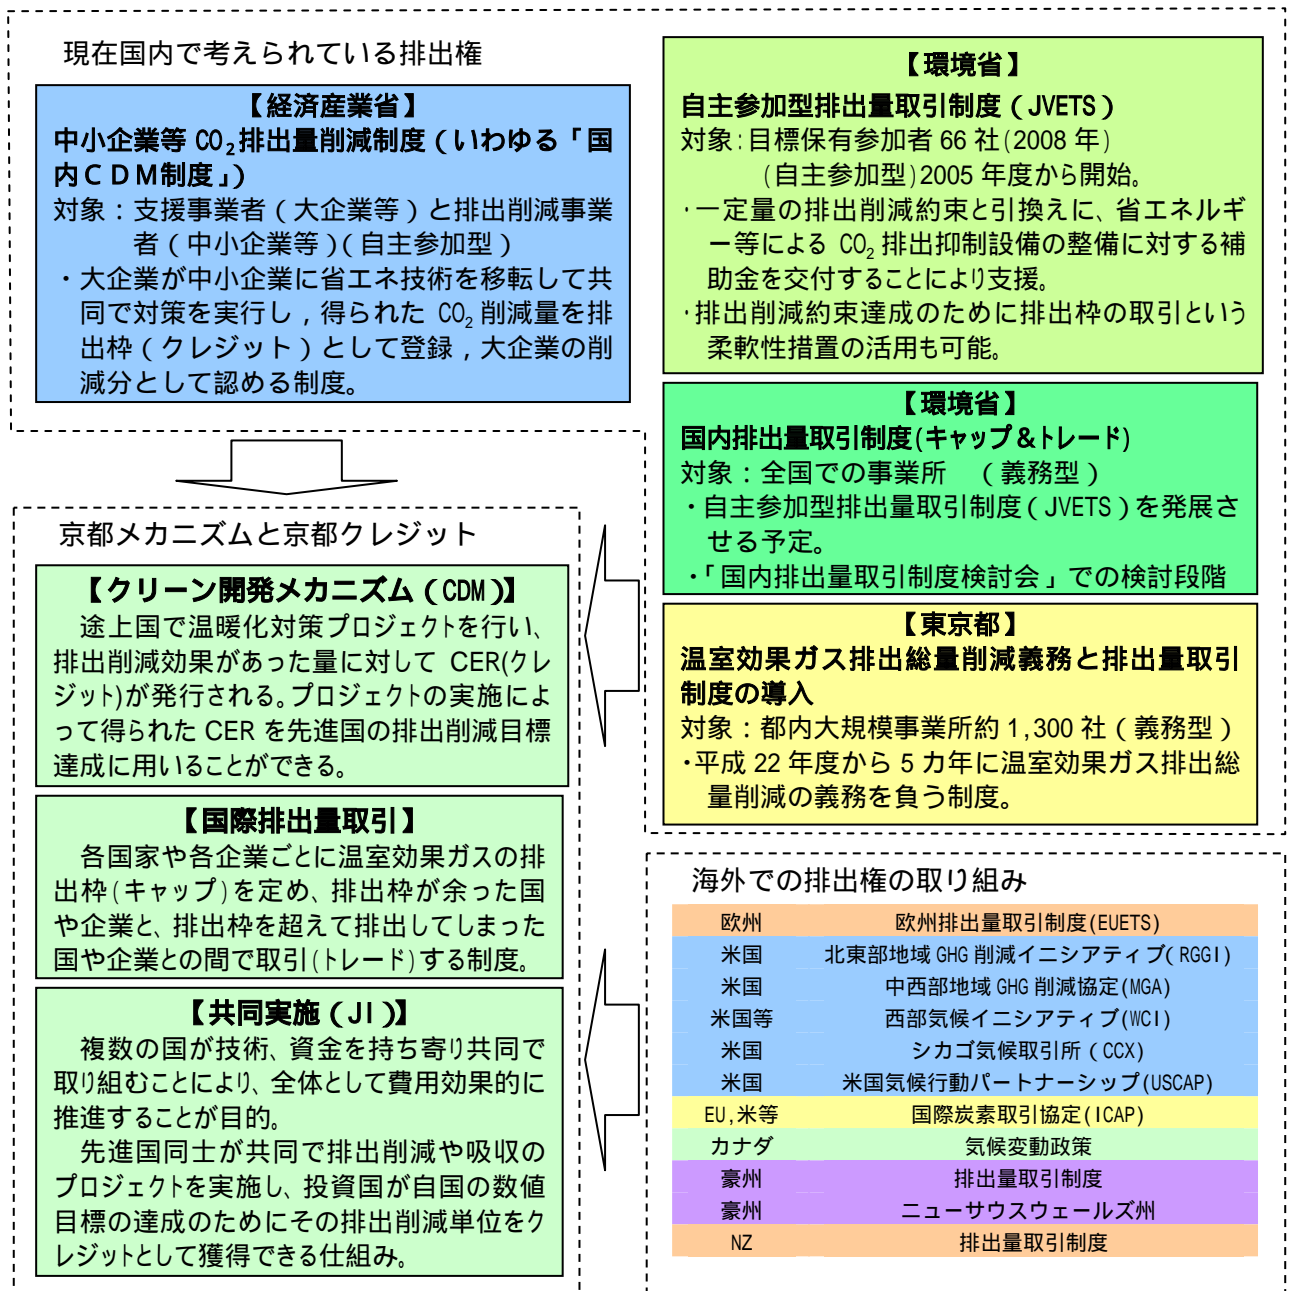 現在国内で考えられている排出権
【経済産業省】
中小企業等 CO₂排出量削減制度（いわゆる「国
内ＣＤＭ制度」）
対象：支援事業者（大企業等）と排出削減事業
者（中小企業等）（自主参加型）
・大企業が中小企業に省エネ技術を移転して共
同で対策を実行し，得られた CO₂削減量を排
出枠（クレジット）として登録，大企業の削
減分として認める制度。
【環境省】
自主参加型排出量取引制度（JVETS）
対象：目標保有参加者 66 社(2008 年)
(自主参加型)2005 年度から開始。
・一定量の排出削減約束と引換えに、省エネルギ
ー等による CO₂排出抑制設備の整備に対する補
助金を交付することにより支援。
・排出削減約束達成のために排出枠の取引という
柔軟性措置の活用も可能。
【環境省】
国内排出量取引制度(キャップ＆トレード)
対象：全国での事業所　（義務型）
・自主参加型排出量取引制度（JVETS）を発展さ
せる予定。
・「国内排出量取引制度検討会」での検討段階
【東京都】
温室効果ガス排出総量削減義務と排出量取引
制度の導入
対象：都内大規模事業所約 1,300 社（義務型）
・平成 22 年度から 5 カ年に温室効果ガス排出総
量削減の義務を負う制度。
京都メカニズムと京都クレジット
【クリーン開発メカニズム（CDM）】
途上国で温暖化対策プロジェクトを行い、
排出削減効果があった量に対して CER(クレ
ジット)が発行される。プロジェクトの実施によ
って得られた CER を先進国の排出削減目標
達成に用いることができる。
【国際排出量取引】
各国家や各企業ごとに温室効果ガスの排
出枠(キャップ)を定め、排出枠が余った国
や企業と、排出枠を超えて排出してしまった
国や企業との間で取引(トレード)する制度。
【共同実施（JI）】
複数の国が技術、資金を持ち寄り共同で
取り組むことにより、全体として費用効果的に
推進することが目的。
先進国同士が共同で排出削減や吸収の
プロジェクトを実施し、投資国が自国の数値
目標の達成のためにその排出削減単位をク
レジットとして獲得できる仕組み。
海外での排出権の取り組み
欧州　欧州排出量取引制度(EUETS)
米国　北東部地域 GHG 削減イニシアティブ(RGGI)
米国　中西部地域 GHG 削減協定(MGA)
米国等　西部気候イニシアティブ(WCI)
米国　シカゴ気候取引所（CCX）
米国　米国気候行動パートナーシップ(USCAP)
EU,米等　国際炭素取引協定(ICAP)
カナダ　気候変動政策
豪州　排出量取引制度
豪州　ニューサウスウェールズ州
NZ　排出量取引制度